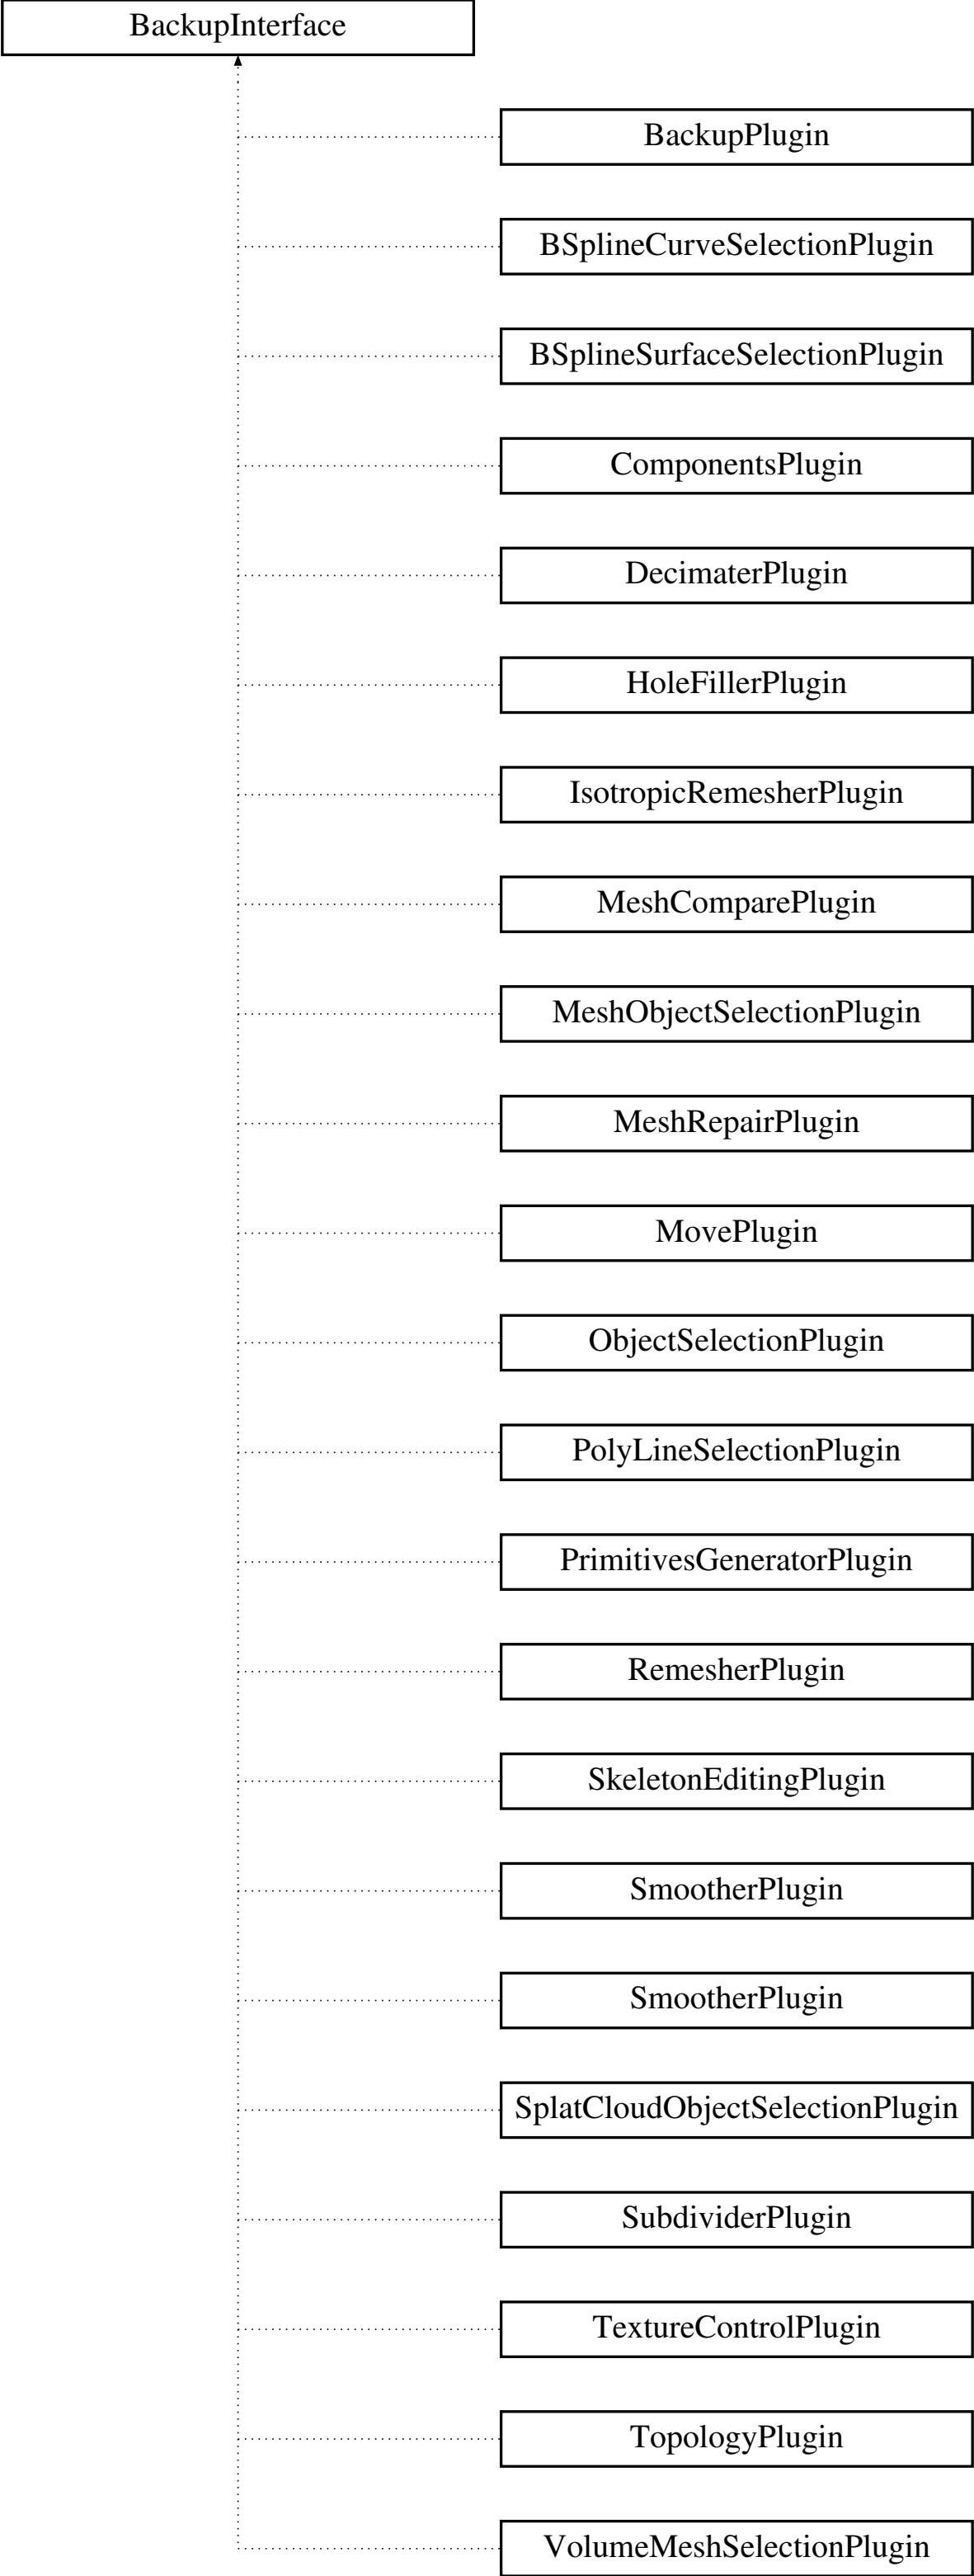 BackupInterface
BackupPlugin
BSplineCurveSelectionPlugin
BSplineSurfaceSelectionPlugin
ComponentsPlugin
DecimaterPlugin
HoleFillerPlugin
IsotropicRemesherPlugin
MeshComparePlugin
MeshObjectSelectionPlugin
MeshRepairPlugin
MovePlugin
ObjectSelectionPlugin
PolyLineSelectionPlugin
PrimitivesGeneratorPlugin
RemesherPlugin
SkeletonEditingPlugin
SmootherPlugin
SmootherPlugin
SplatCloudObjectSelectionPlugin
SubdividerPlugin
TextureControlPlugin
TopologyPlugin
VolumeMeshSelectionPlugin